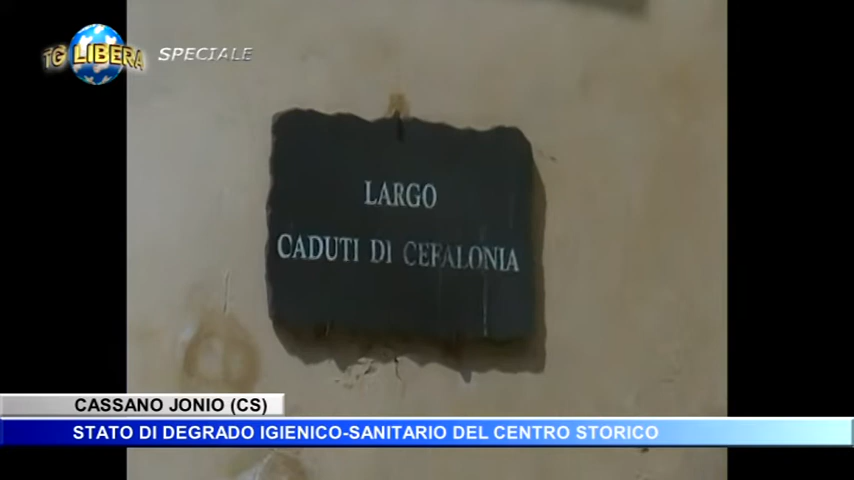 TG LIBERA SPECIALE
LARGO
CADUTI DI CEFALONIA
CASSANO JONIO (CS)
STATO DI DEGRADO IGIENICO-SANITARIO DEL CENTRO STORICO